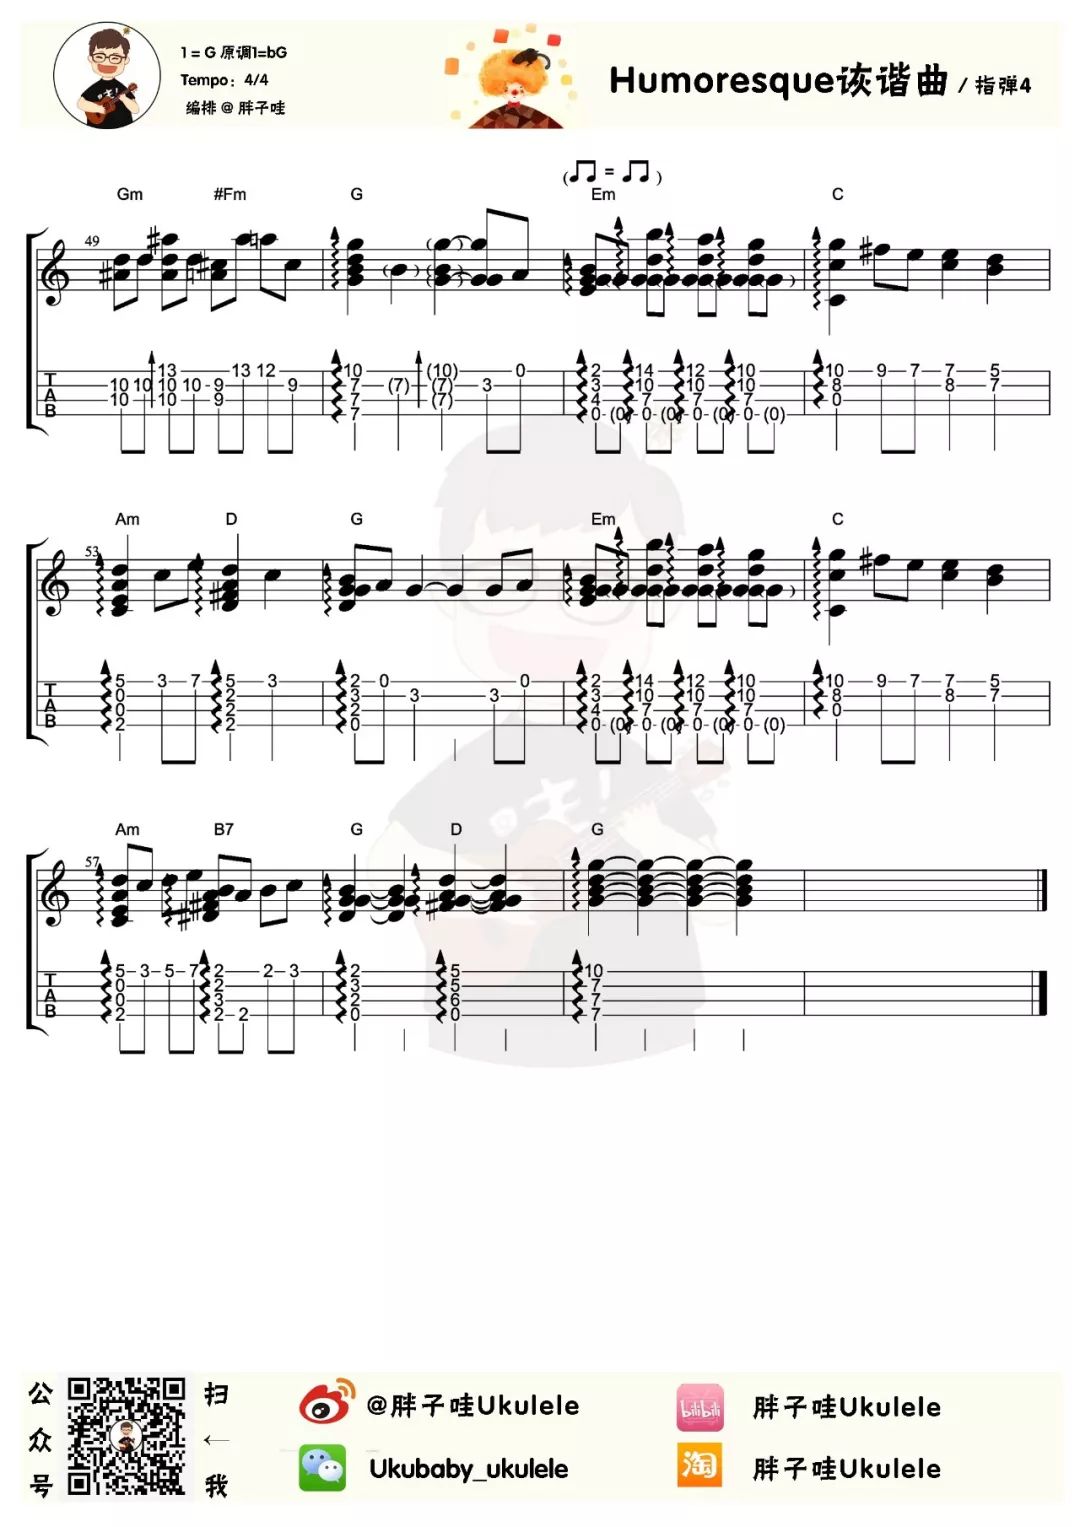 1 = G 原调1=bG
Tempo：4/4
编排 @ 胖子哇
Humoresque诙谐曲 / 指弹4
( = )
Gm #Fm G Em C
49
13 13 12 10 (10) 0 2 14 12 10 10 9 7 7 5
10 10 10 10 9 9 7 (7) (7) 3 3 10 10 10 8 8 7
10 10 9 7 (7) 4 7 7 7 0
7 0 (0) 0 (0) 0 (0) 0 (0)
TAB
Am D G Em C
53
5 3 7 5 3 2 0 0 2 14 12 10 10 9 7 7 5
0 2 3 3 3 3 10 10 10 8 8 7
0 2 2 4 7 7 7 0
2 2 0 0 (0) 0 (0) 0 (0) 0 (0)
TAB
Am B7 G D G
57
5 3 5 7 2 2 3 2 5 10
0 2 3 5 7
0 3 2 6 7
2 2 2 0 0 7
TAB
哇!
公众号
扫←我
@胖子哇Ukulele
bilibili
胖子哇Ukulele
Ukubaby_ukulele
淘
胖子哇Ukulele